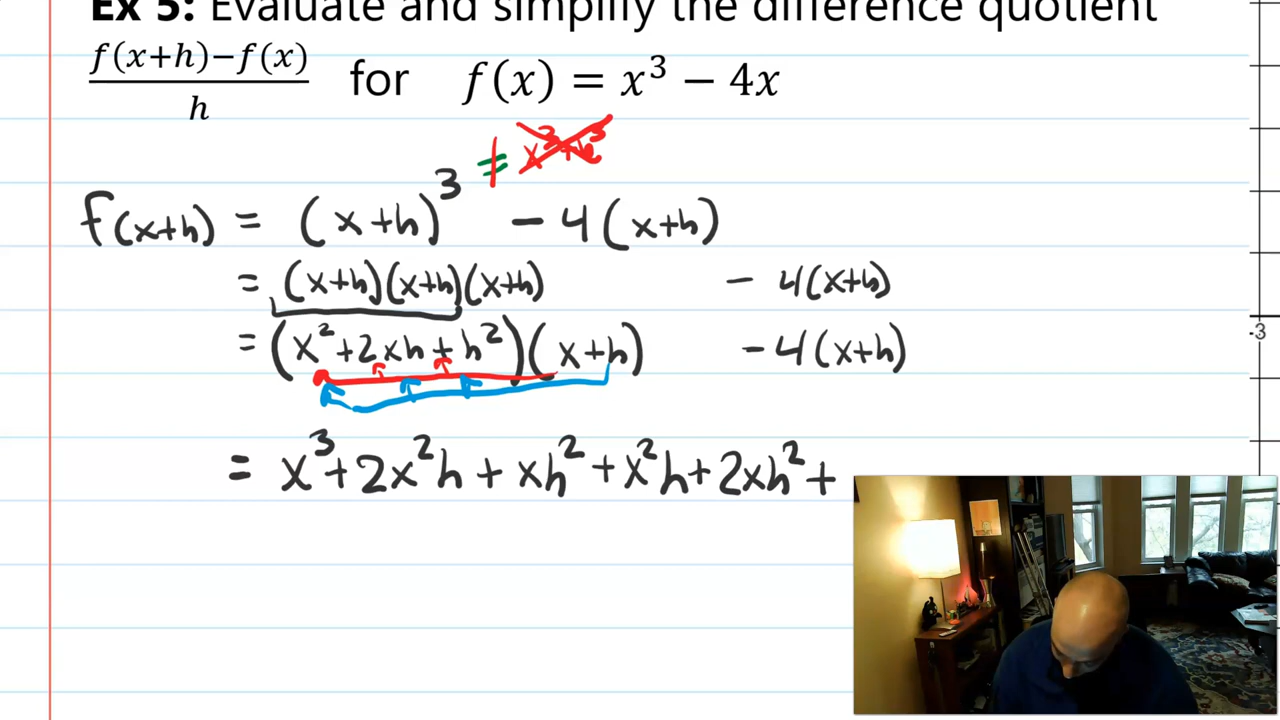 Ex 5: Evaluate and simplify the difference quotient
f(x+h)−f(x)
h
for f(x) = x³ − 4x
≠ x³+h³
f(x+h) = (x+h)³ −4(x+h)
= (x+h)(x+h)(x+h) − 4(x+h)
= (x²+2xh+h²)(x+h) −4(x+h)
-3
= x³+2x²h+xh²+x²h+2xh²+